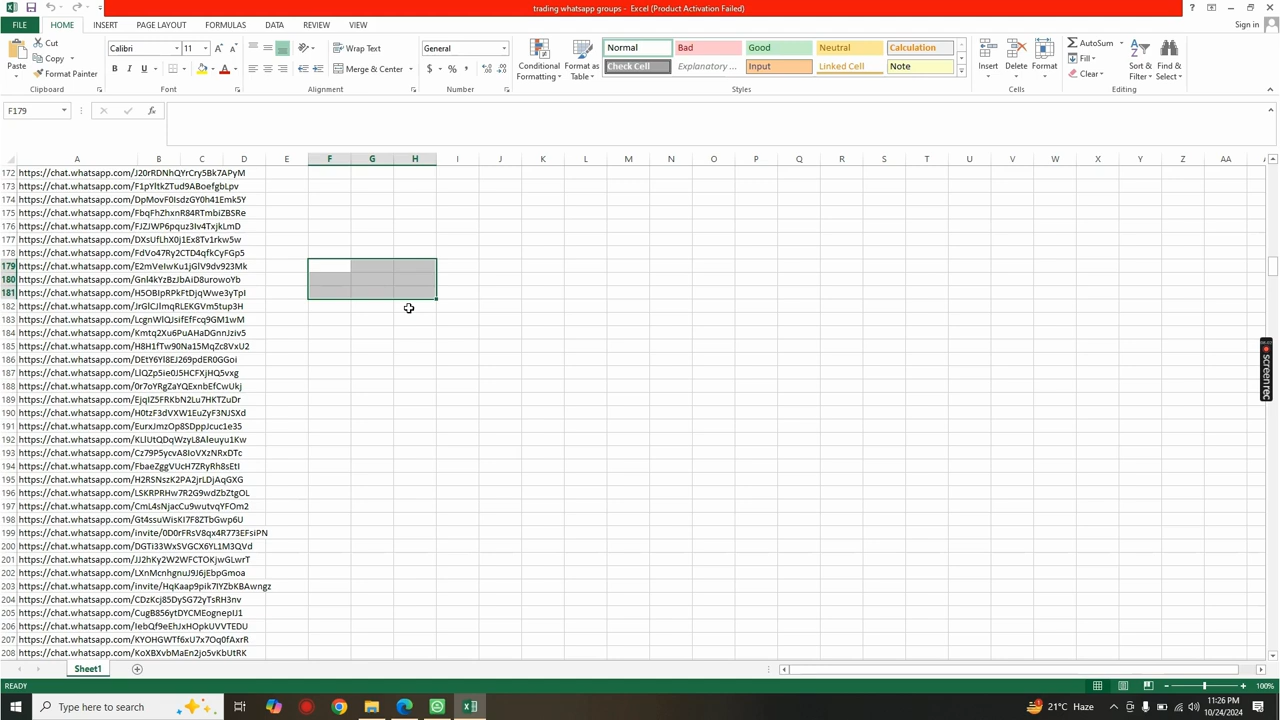 trading whatsapp groups - Excel (Product Activation Failed)
FILE HOME INSERT PAGE LAYOUT FORMULAS DATA REVIEW VIEW Sign in
Cut
Copy
Format Painter
Paste
Clipboard
Calibri 11
B I U
Font
Wrap Text
Merge & Center
Alignment
General
$ % ,
Number
Conditional Formatting
Format as Table
Normal Bad Good Neutral Calculation
Check Cell Explanatory ... Input Linked Cell Note
Styles
Insert Delete Format
Cells
AutoSum
Fill
Clear
Sort & Filter
Find & Select
Editing
F179
A B C D E F G H I J K L M N O P Q R S T U V W X Y Z AA
172 https://chat.whatsapp.com/J20rRDNhQYrCry5Bk7APyM
173 https://chat.whatsapp.com/F1pYltkZTud9ABoefgbLpv
174 https://chat.whatsapp.com/DpMovF0IsdzGY0h41Emk5Y
175 https://chat.whatsapp.com/FbqFhZhxnR84RTmbiZBSRe
176 https://chat.whatsapp.com/FJZJWP6pquz3Iv4TxjkLmD
177 https://chat.whatsapp.com/DXsUfLhX0j1Ex8Tv1rkw5w
178 https://chat.whatsapp.com/FdVo47Ry2CTD4qfkCyFGp5
179 https://chat.whatsapp.com/E2mVeIwKu1jGlV9dv923Mk
180 https://chat.whatsapp.com/Gnl4kYzBzJbAiD8urowoYb
181 https://chat.whatsapp.com/H5OBIpRPkFtDjqWwe3yTpI
182 https://chat.whatsapp.com/JrGlCJlmqRLEKGVm5tup3H
183 https://chat.whatsapp.com/LcgnWlQJsifEfFcq9GM1wM
184 https://chat.whatsapp.com/Kmtq2Xu6PuAHaDGnnJziv5
185 https://chat.whatsapp.com/H8H1fTw90Na15MqZc8VxU2
186 https://chat.whatsapp.com/DEtY6Yl8EJ269pdER0GGoi
187 https://chat.whatsapp.com/LlQZp5ie0J5HCFXjHQ5vxg
188 https://chat.whatsapp.com/0r7oYRgZaYQExnbEfCwUkj
189 https://chat.whatsapp.com/EjqIZ5FRKbN2Lu7HKTZuDr
190 https://chat.whatsapp.com/H0tzF3dVXW1EuZyF3NJSXd
191 https://chat.whatsapp.com/EurxJmzOp8SDppJcuc1e35
192 https://chat.whatsapp.com/KLlUtQDqWzyL8Aleuyu1Kw
193 https://chat.whatsapp.com/Cz79P5ycvA8IoVXzNRxDTc
194 https://chat.whatsapp.com/FbaeZggVUcH7ZRyRh8sEtI
195 https://chat.whatsapp.com/H2RSNszK2PA2jrLDjAqGXG
196 https://chat.whatsapp.com/LSKRPRHw7R2G9wdZbZtgOL
197 https://chat.whatsapp.com/CmL4sNjacCu9wutvqYFOm2
198 https://chat.whatsapp.com/Gt4ssuWisKI7F8ZTbGwp6U
199 https://chat.whatsapp.com/invite/0D0rFRsV8qx4R773EFsiPN
200 https://chat.whatsapp.com/DGTi33WxSVGCX6YL1M3QVd
201 https://chat.whatsapp.com/JJ2hKy2W2WFCTOKjwGLwrT
202 https://chat.whatsapp.com/LXnMcnhgnuJ9J6jEbpGmoa
203 https://chat.whatsapp.com/invite/HqKaap9pik7IYZbKBAwngz
204 https://chat.whatsapp.com/CDzKcj85DySG72yTsRH3nv
205 https://chat.whatsapp.com/CugB856ytDYCMEognepIJ1
206 https://chat.whatsapp.com/IebQf9eEhJxHOpkUVVTEDU
207 https://chat.whatsapp.com/KYOHGWTf6xU7x7Oq0fAxrR
208 https://chat.whatsapp.com/KoXBXvbMaEn2jo5vKbUtRK
screen rec
Sheet1
READY 100%
Type here to search
21°C Haze
11:26 PM
10/24/2024